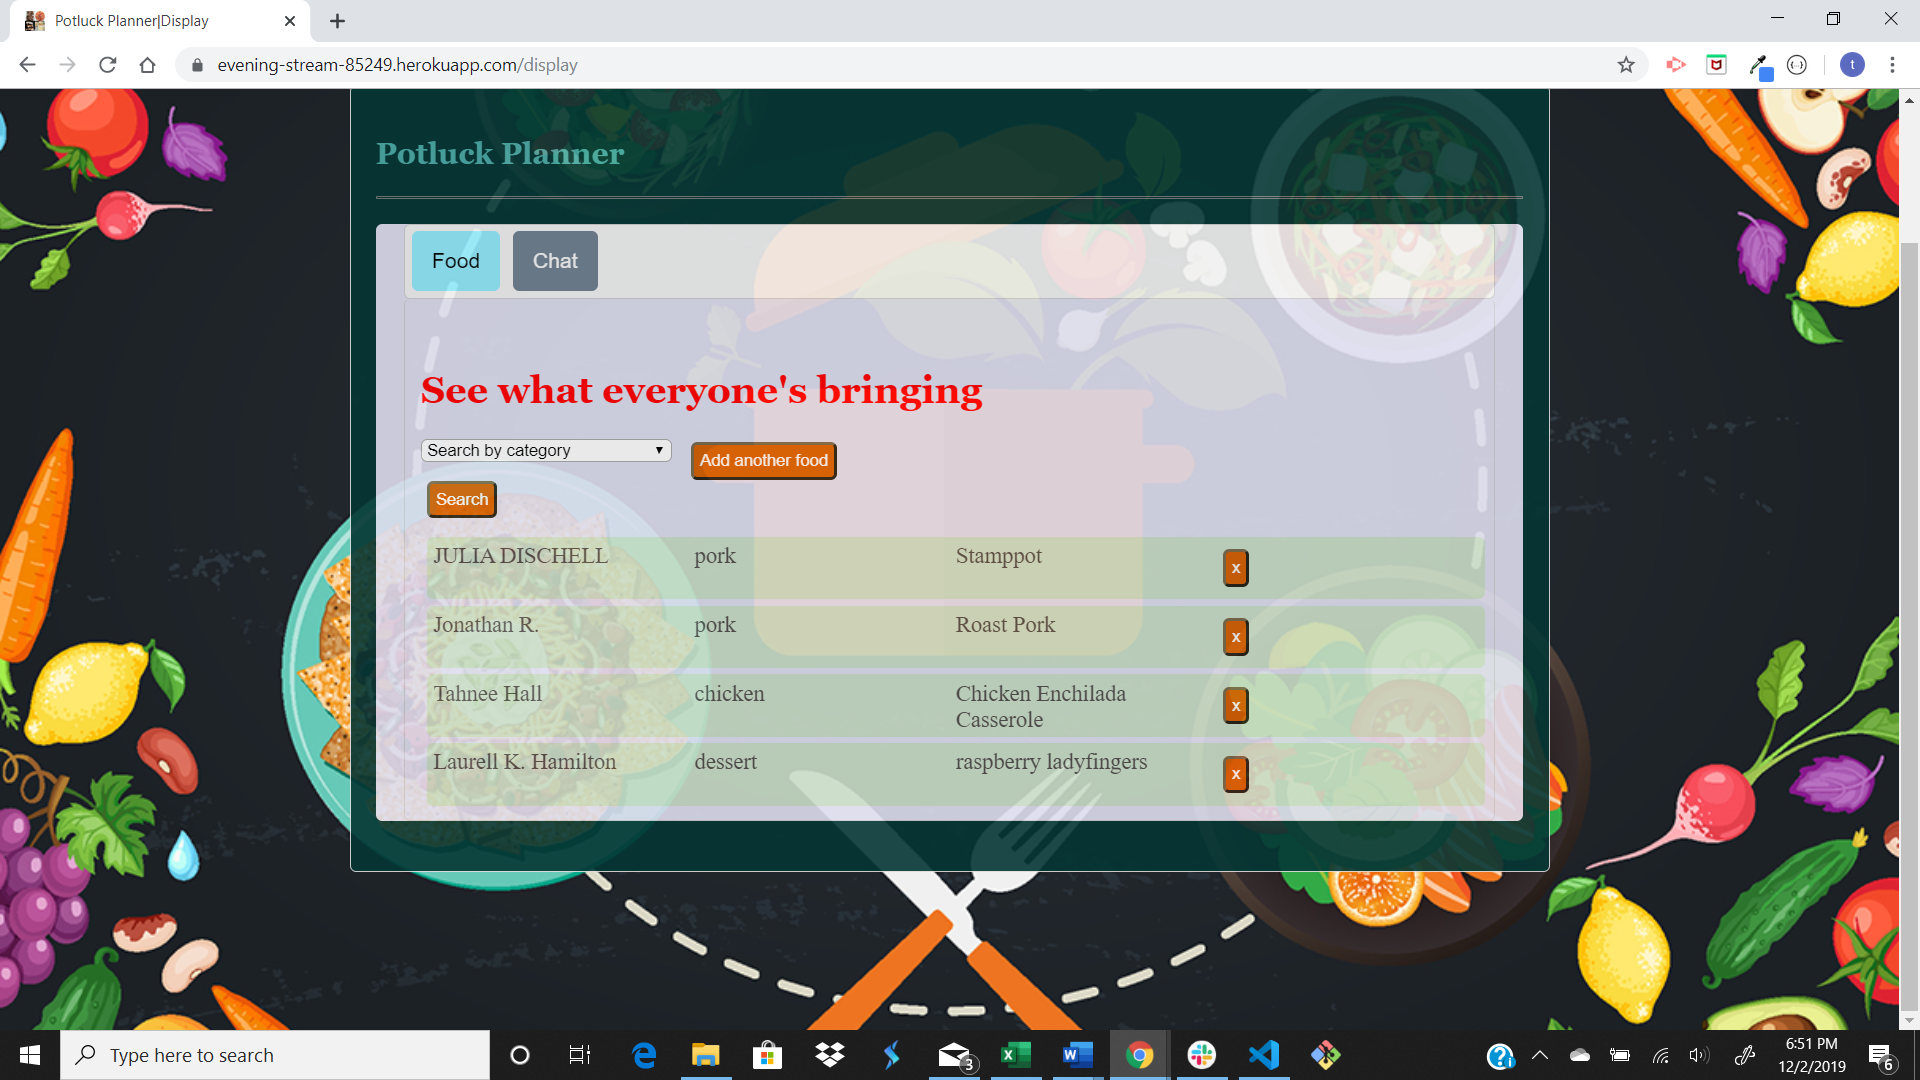 Potluck Planner|Display
evening-stream-85249.herokuapp.com/display
t
Potluck Planner
Food
Chat
See what everyone's bringing
Search by category
Add another food
Search
JULIA DISCHELL pork Stamppot x
Jonathan R. pork Roast Pork x
Tahnee Hall chicken Chicken Enchilada Casserole x
Laurell K. Hamilton dessert raspberry ladyfingers x
Type here to search
3
6:51 PM
12/2/2019
6